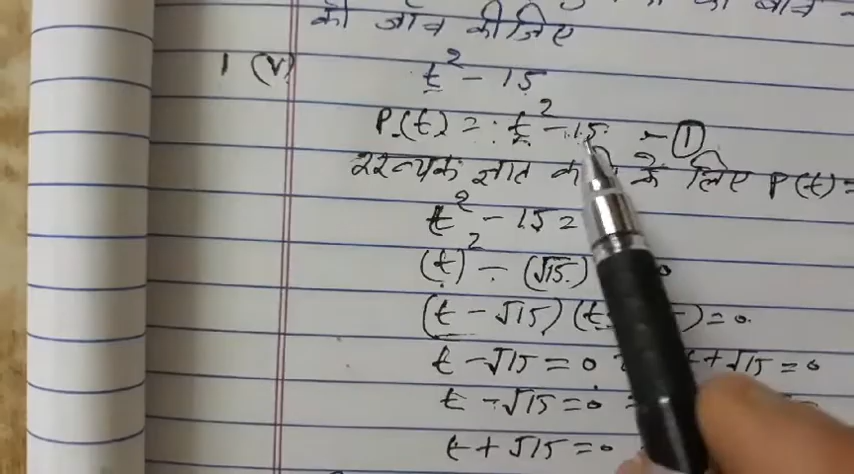 की जाँच कीजिए
1 (v) t² - 15
P(t) = t² - 15 - ①
ज्ञात के लिए P(t) =
t² - 15 =
(t)² - (√15)
(t - √15) (t ) = 0
t - √15 = 0 t + √15 = 0
t - √15 = 0
t + √15 = 0